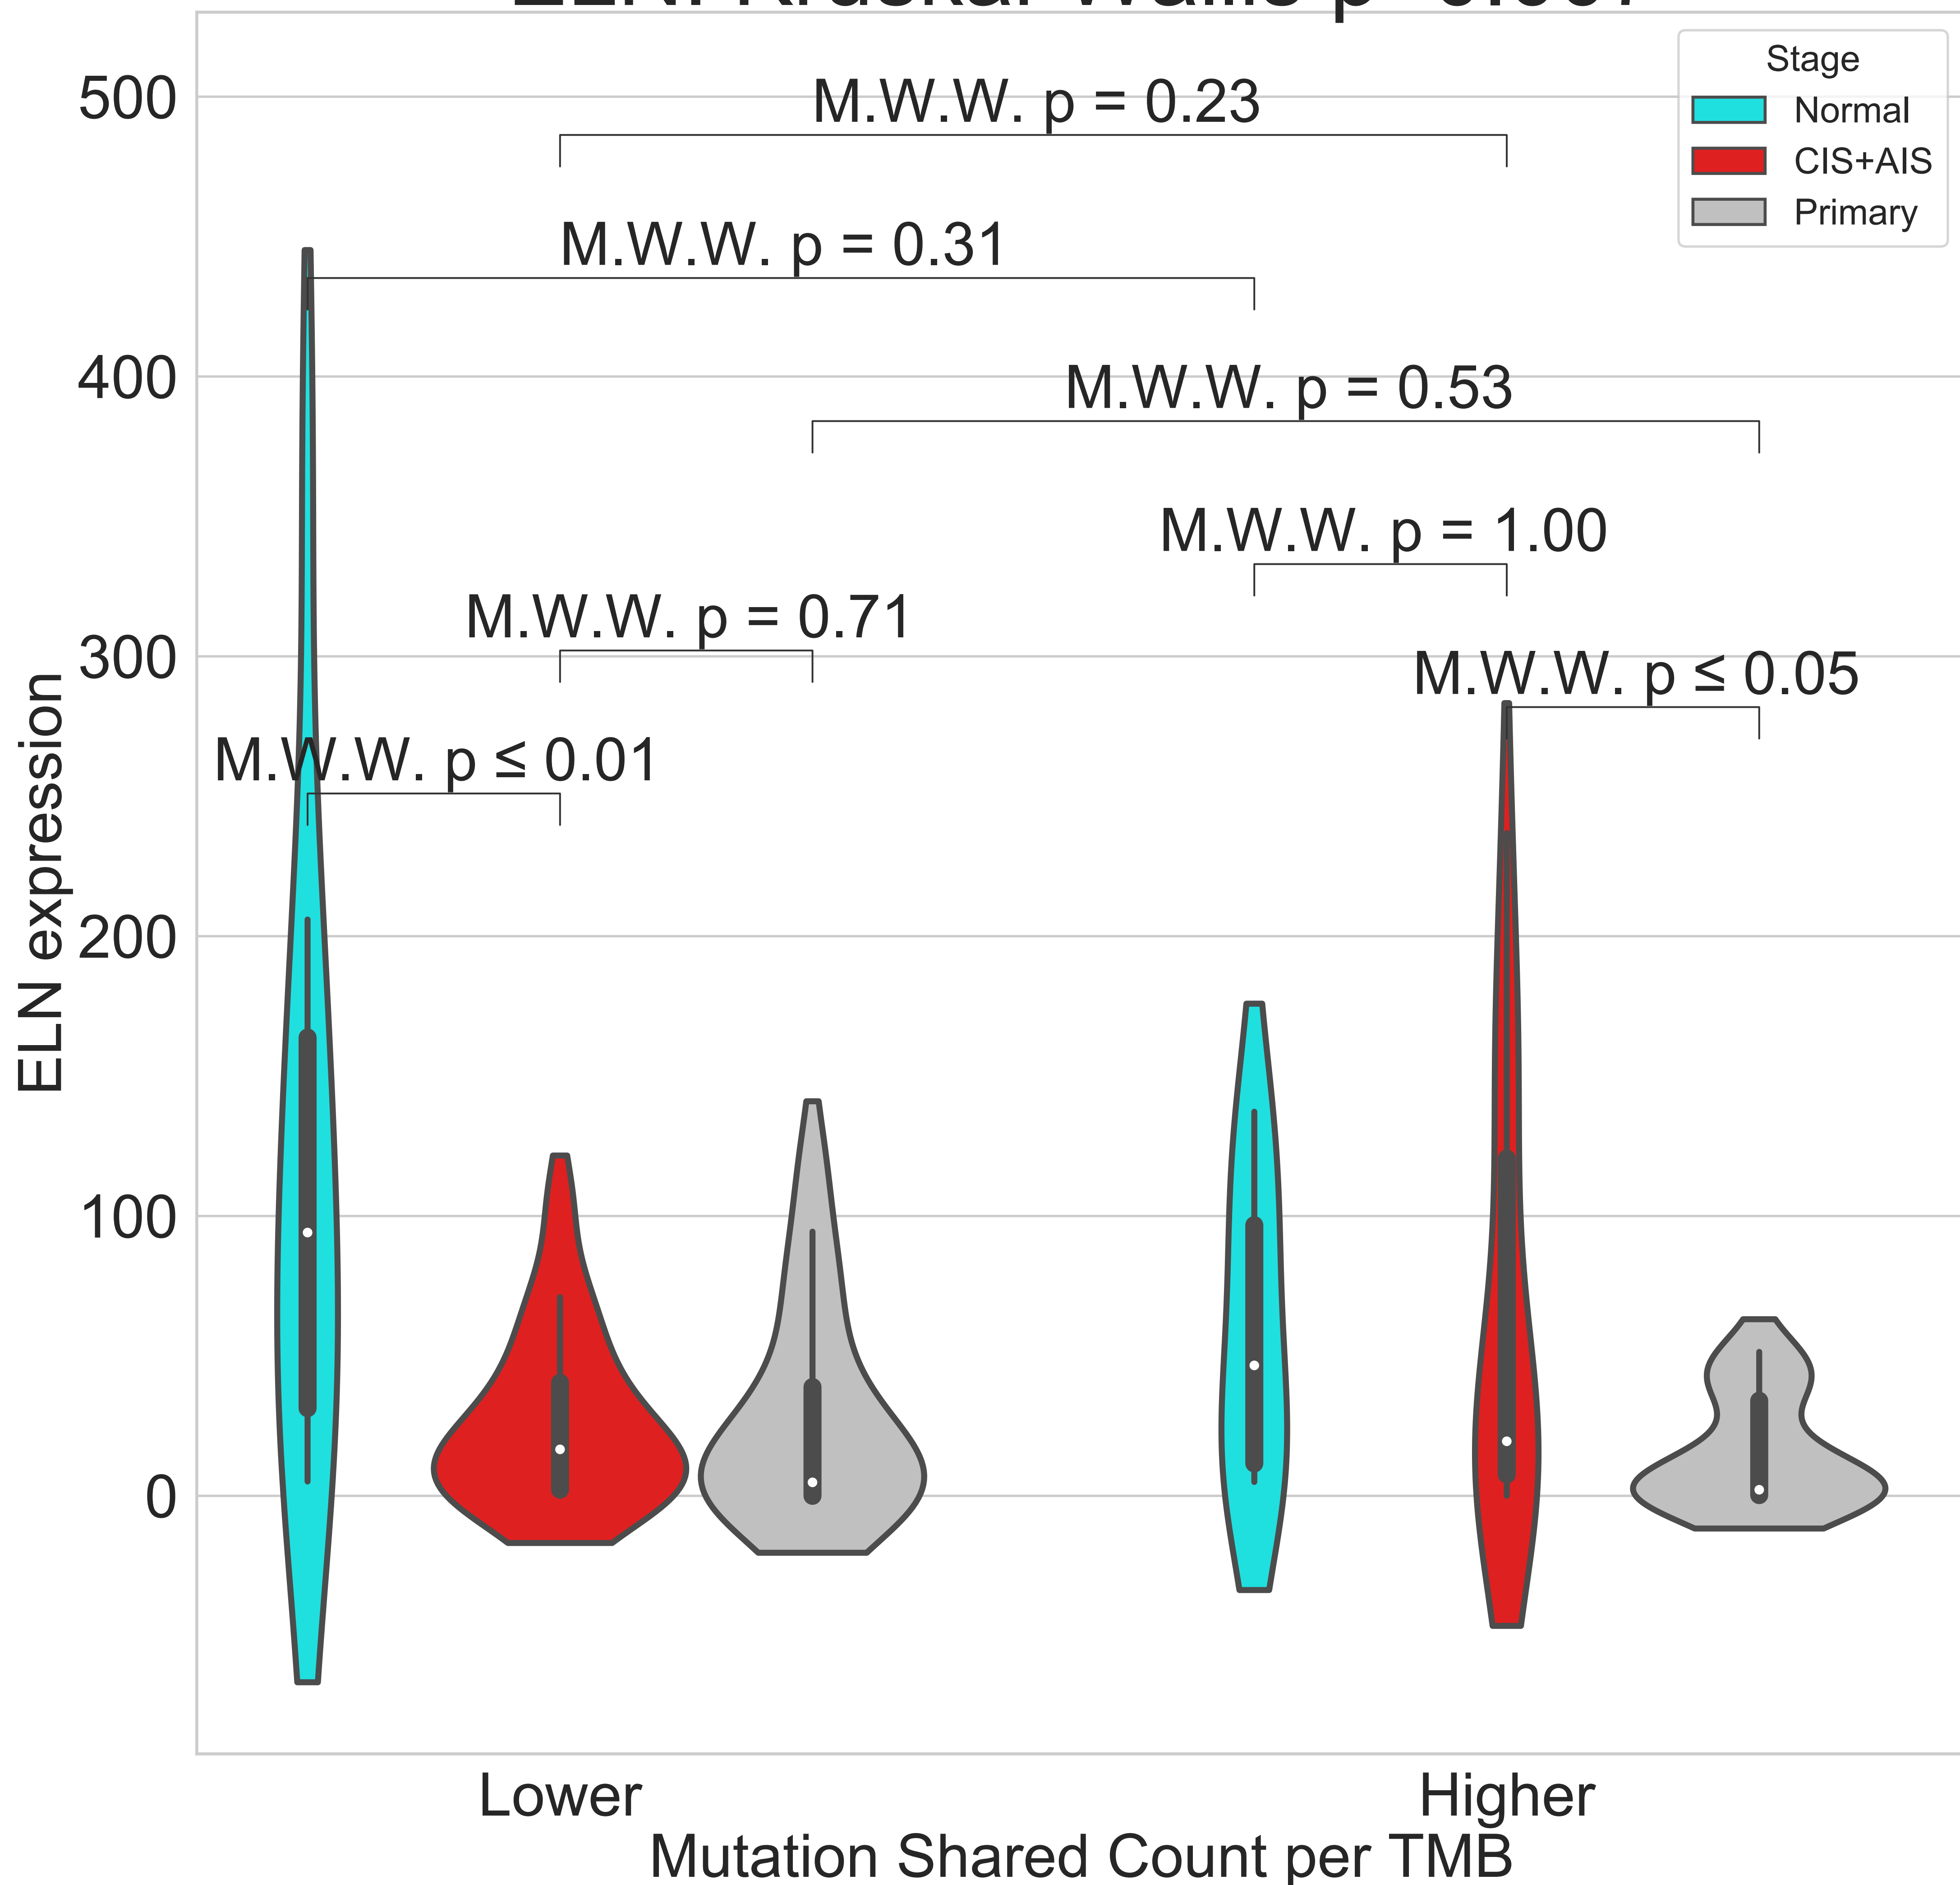 Stage
Normal
CIS+AIS
Primary
500
400
300
200
100
0
ELN expression
M.W.W. p = 0.23
M.W.W. p = 0.31
M.W.W. p = 0.53
M.W.W. p = 1.00
M.W.W. p = 0.71
M.W.W. p ≤ 0.05
M.W.W. p ≤ 0.01
Lower
Higher
Mutation Shared Count per TMB